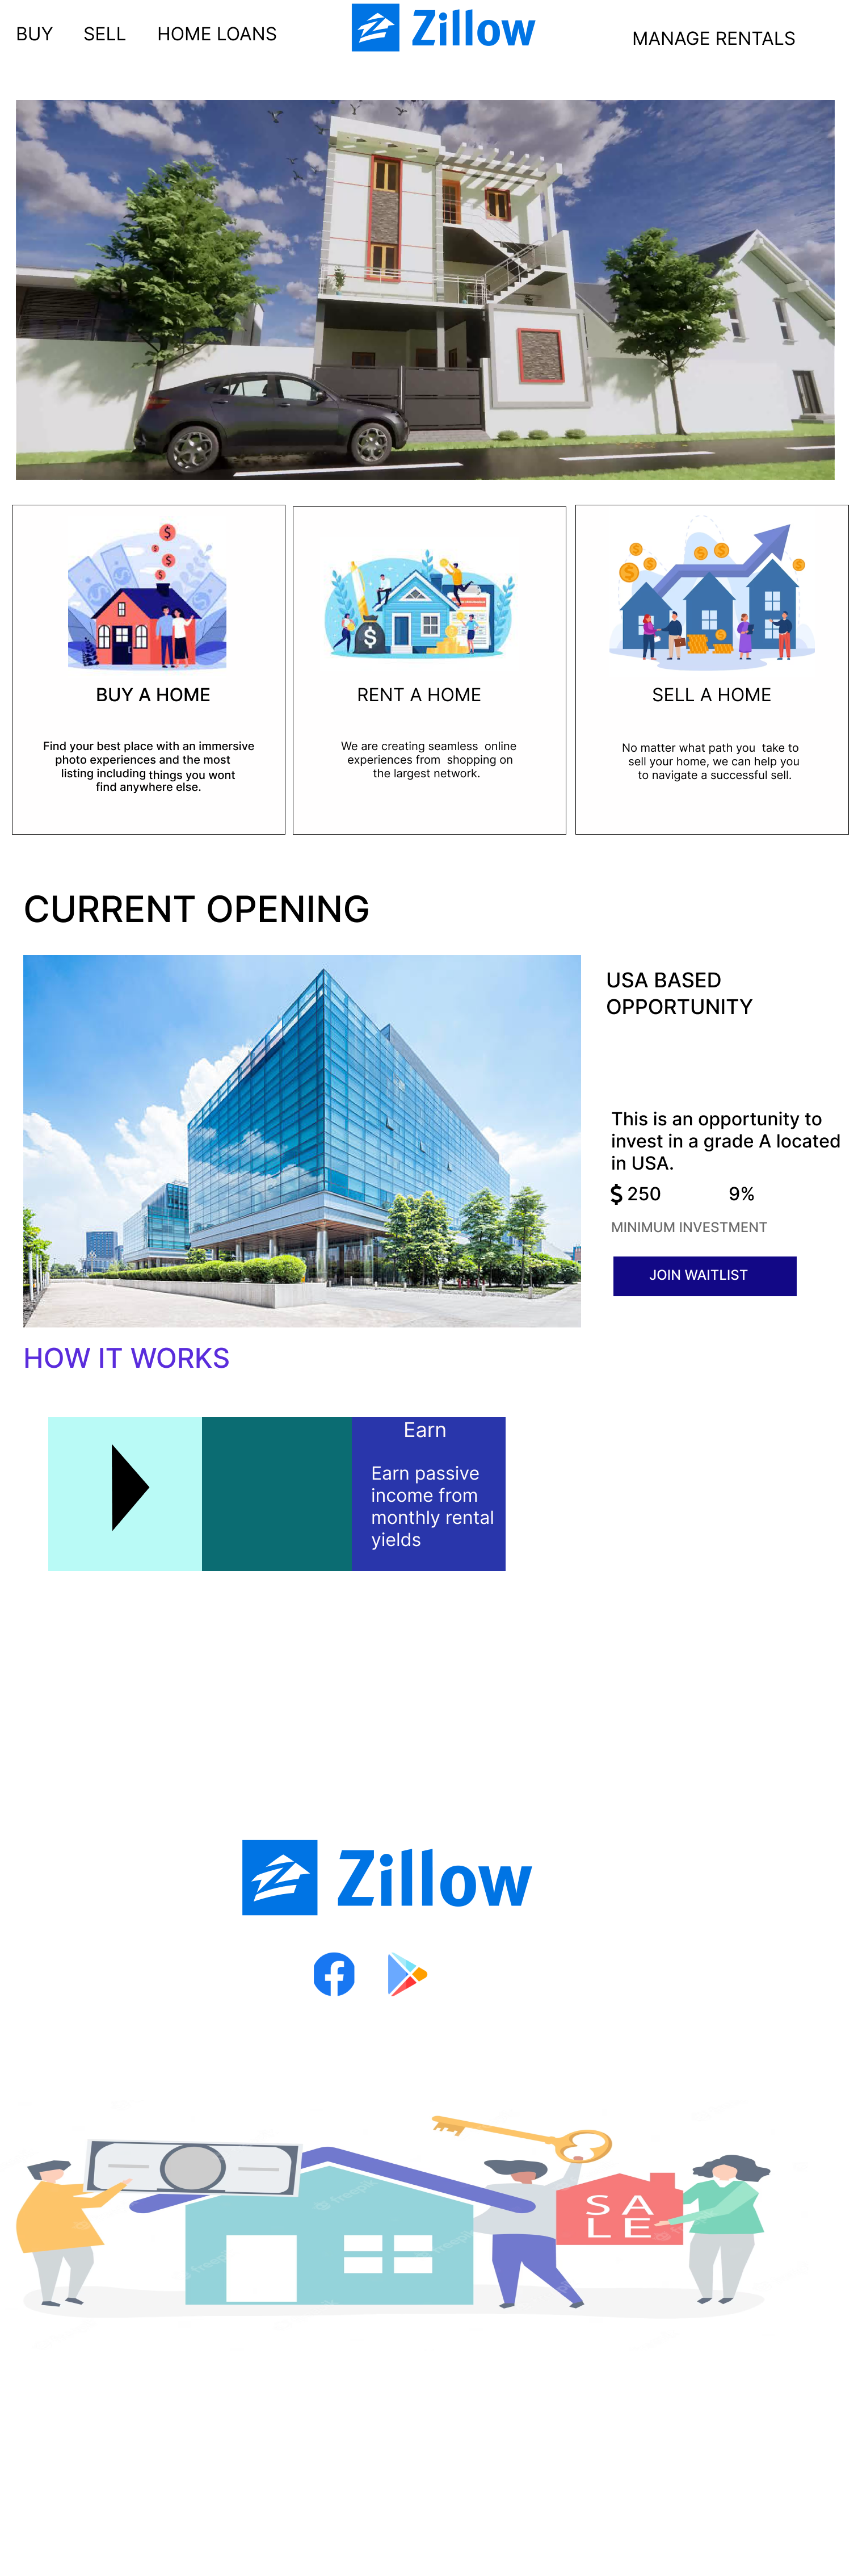 BUY SELL HOME LOANS Zillow MANAGE RENTALS
BUY A HOME
Find your best place with an immersive
photo experiences and the most
listing including things you wont
find anywhere else.
RENT A HOME
We are creating seamless online
experiences from shopping on
the largest network.
SELL A HOME
No matter what path you take to
sell your home, we can help you
to navigate a successful sell.
CURRENT OPENING
USA BASED
OPPORTUNITY
This is an opportunity to
invest in a grade A located
in USA.
$ 250 9%
MINIMUM INVESTMENT
JOIN WAITLIST
HOW IT WORKS
Earn
Earn passive
income from
monthly rental
yields
Zillow
SA
LE